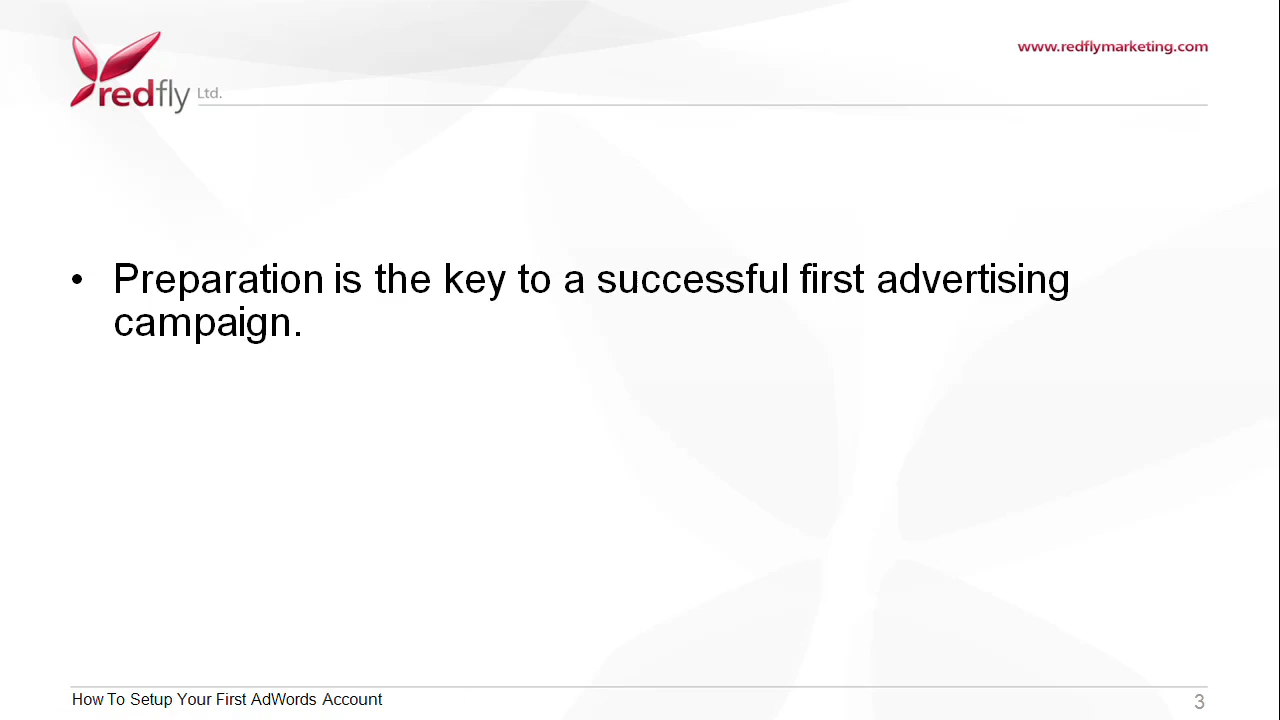 www.redflymarketing.com
redfly Ltd.
• Preparation is the key to a successful first advertising
campaign.
How To Setup Your First AdWords Account
3